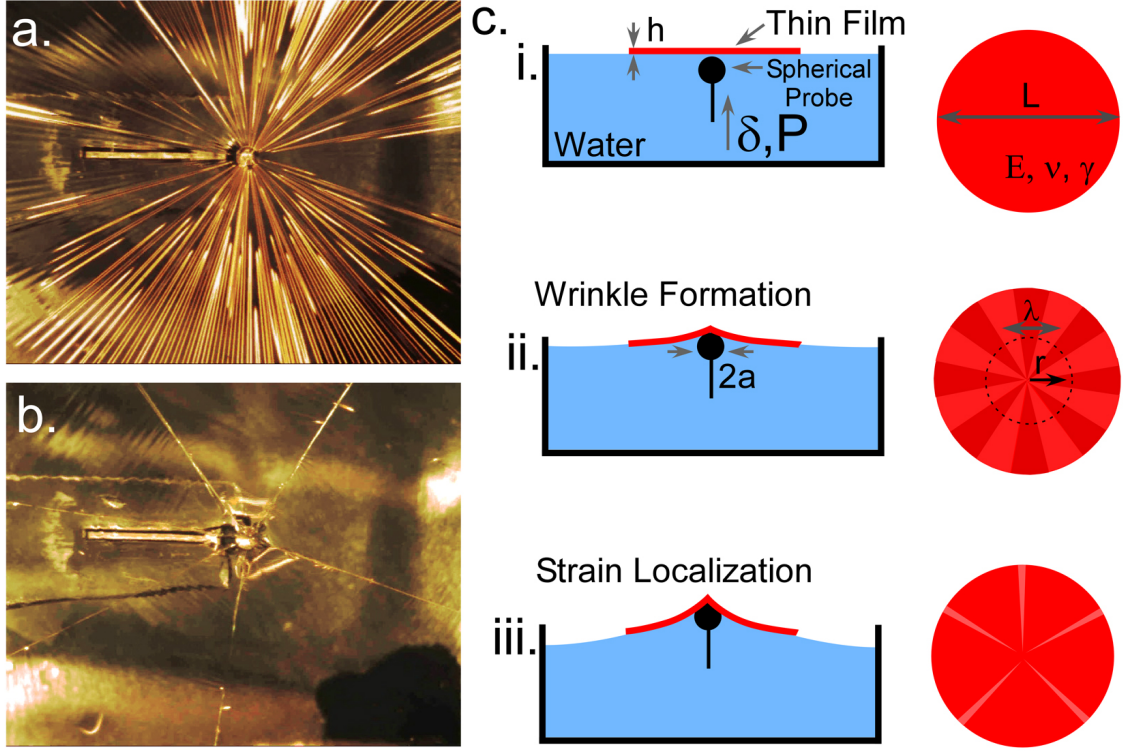 a.
b.
c.
i.
h
Thin Film
Spherical
Probe
δ,P
Water
L
E, ν, γ
Wrinkle Formation
ii.
2a
λ
r
Strain Localization
iii.